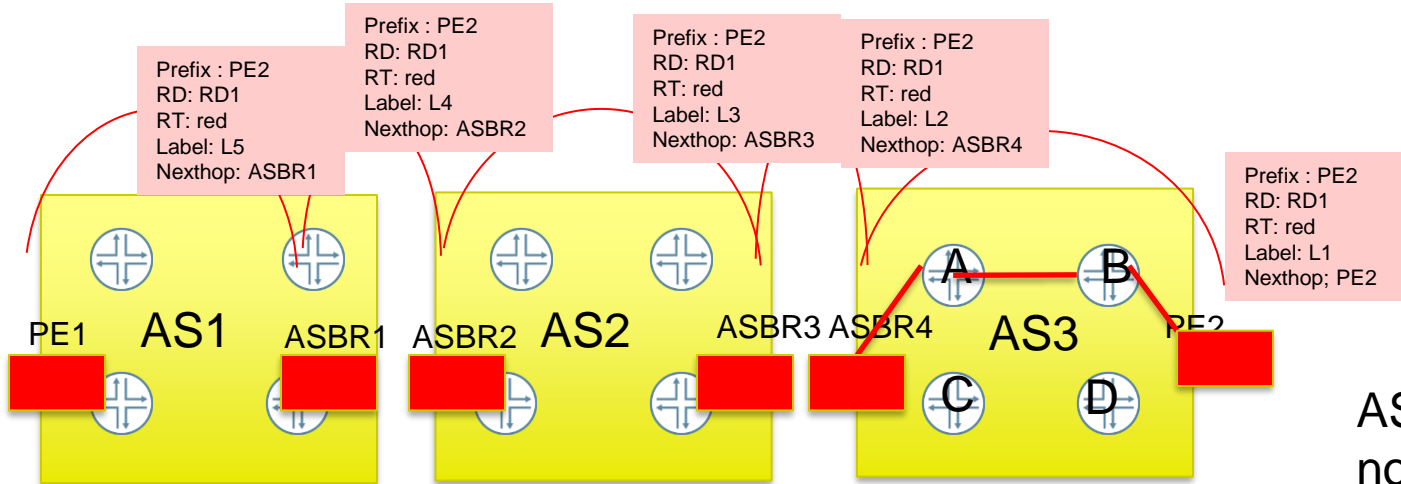 Prefix : PE2
RD: RD1
RT: red
Label: L5
Nexthop: ASBR1
Prefix : PE2
RD: RD1
RT: red
Label: L4
Nexthop: ASBR2
Prefix : PE2
RD: RD1
RT: red
Label: L3
Nexthop: ASBR3
Prefix : PE2
RD: RD1
RT: red
Label: L2
Nexthop: ASBR4
Prefix : PE2
RD: RD1
RT: red
Label: L1
Nexthop; PE2
PE1
AS1
ASBR1
ASBR2
AS2
ASBR3
ASBR4
A
B
AS3
PE2
C
D